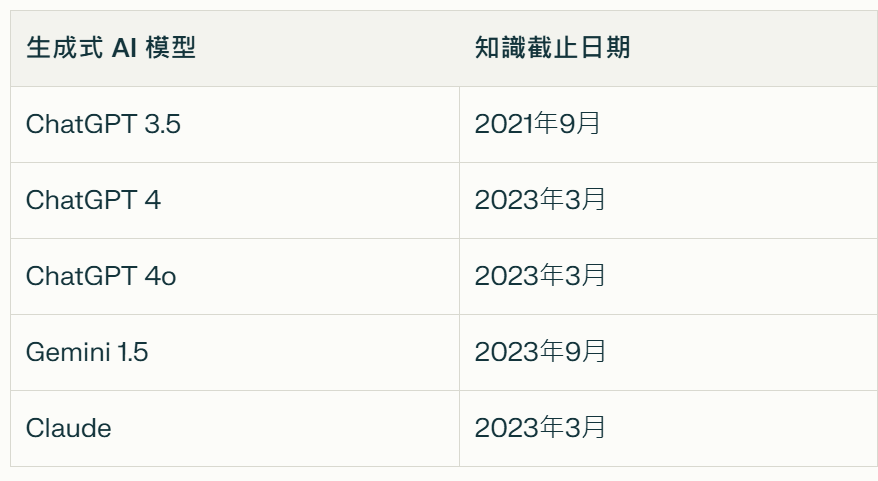 生成式 AI 模型 知識截止日期
ChatGPT 3.5 2021年9月
ChatGPT 4 2023年3月
ChatGPT 4o 2023年3月
Gemini 1.5 2023年9月
Claude 2023年3月